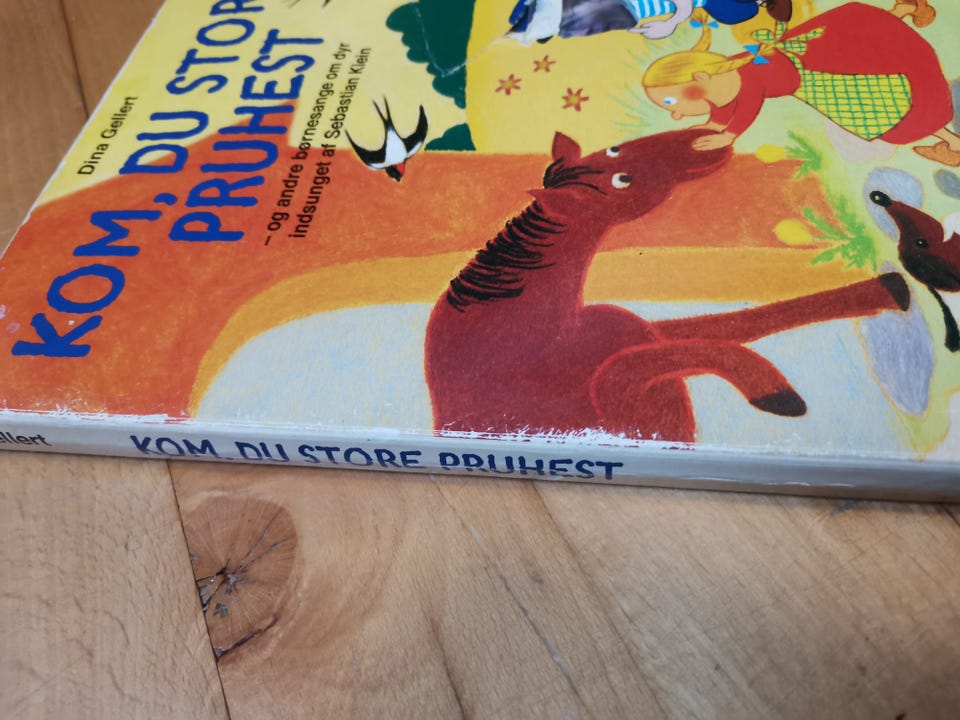 Dina Gellert
KOM, DU STORE
PRUHEST
– og andre børnesange om dyr
indsunget af Sebastian Klein
ellert
KOM, DU STORE PRUHEST